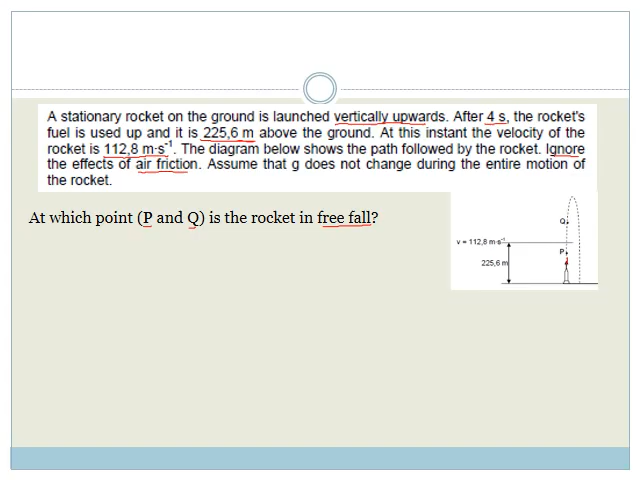 A stationary rocket on the ground is launched vertically upwards. After 4 s, the rocket's
fuel is used up and it is 225,6 m above the ground. At this instant the velocity of the
rocket is 112,8 m·s⁻¹. The diagram below shows the path followed by the rocket. Ignore
the effects of air friction. Assume that g does not change during the entire motion of
the rocket.
At which point (P and Q) is the rocket in free fall?
Q
v = 112,8 m·s⁻¹
P
225,6 m